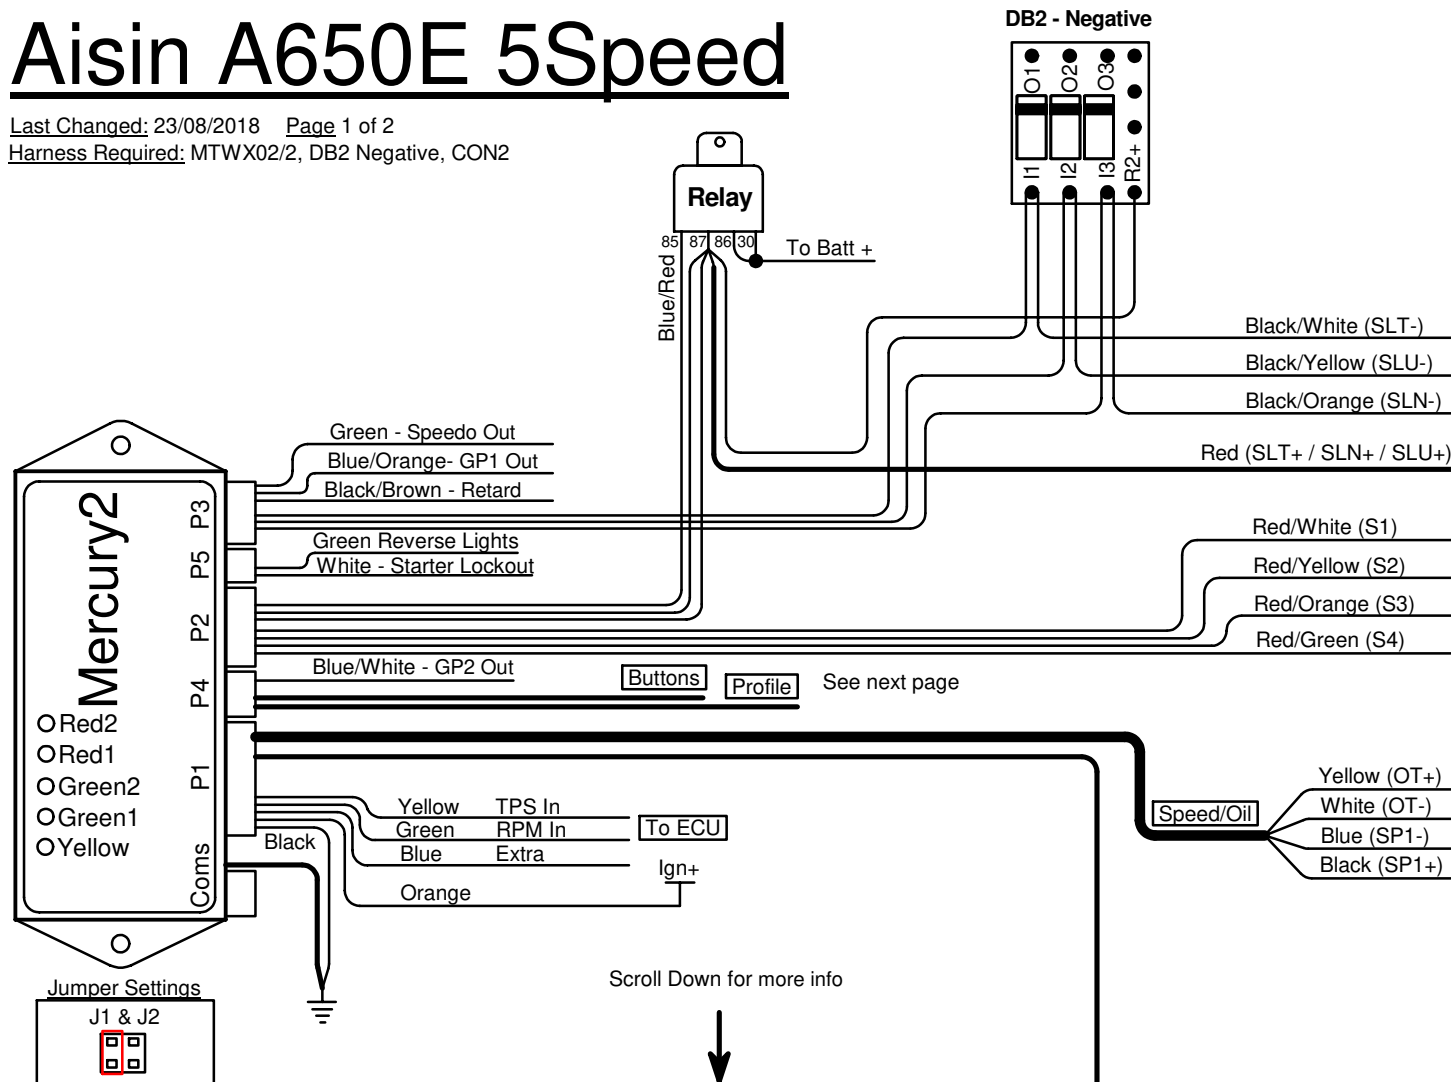 Aisin A650E 5Speed
Last Changed: 23/08/2018 Page 1 of 2
Harness Required: MTWX02/2, DB2 Negative, CON2
DB2 - Negative
O1 O2 O3
I1 I2 I3 R2+
Relay
85 87 86 30
To Batt +
Blue/Red
Black/White (SLT-)
Black/Yellow (SLU-)
Black/Orange (SLN-)
Red (SLT+ / SLN+ / SLU+)
Green - Speedo Out
Blue/Orange- GP1 Out
Black/Brown - Retard
Green Reverse Lights
White - Starter Lockout
Red/White (S1)
Red/Yellow (S2)
Red/Orange (S3)
Red/Green (S4)
Blue/White - GP2 Out
Buttons
Profile
See next page
Mercury2
P3
P5
P2
P4
P1
Coms
Red2
Red1
Green2
Green1
Yellow
Black
Yellow TPS In
Green RPM In
Blue Extra
To ECU
Orange
Ign+
Speed/Oil
Yellow (OT+)
White (OT-)
Blue (SP1-)
Black (SP1+)
Jumper Settings
J1 & J2
Scroll Down for more info